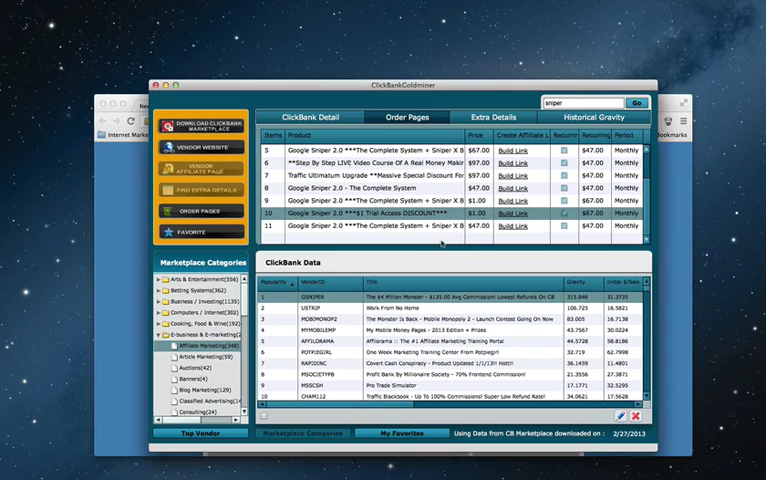 ClickBankGoldminer
sniper Go
ClickBank Detail Order Pages Extra Details Historical Gravity
DOWNLOAD CLICKBANK MARKETPLACE
VENDOR WEBSITE
VENDOR AFFILIATE PAGE
FIND EXTRA DETAILS
ORDER PAGES
FAVORITE
Items Product Price Create Affiliate L Recurrin Recurring Period
5 Google Sniper 2.0 ***The Complete System + Sniper X B $67.00 Build Link $47.00 Monthly
6 **Step By Step LIVE Video Course Of A Real Money Makin $47.00 Build Link $47.00 Monthly
7 Traffic Ultimatum Upgrade **Massive Special Discount For $47.00 Build Link $47.00 Monthly
8 Google Sniper 2.0 - The Complete System $47.00 Build Link $47.00 Monthly
9 Google Sniper 2.0 ***The Complete System + Sniper X B $1.00 Build Link $67.00 Monthly
10 Google Sniper 2.0 ***$1 Trial Access DISCOUNT*** $1.00 Build Link $67.00 Monthly
11 Google Sniper 2.0 ***The Complete System + Sniper X B $47.00 Build Link $47.00 Monthly
Marketplace Categories
Arts & Entertainment(556)
Betting Systems(362)
Business / Investing(1135)
Computers / Internet(302)
Cooking, Food & Wine(192)
E-business & E-marketing(
Affiliate Marketing(348)
Article Marketing(59)
Auctions(42)
Banners(4)
Blog Marketing(129)
Classified Advertising(14
Consulting(24)
ClickBank Data
Popularity VendorID Title Gravity Initial $/Sale
1 GSNIPER The $4 Million Monster - $135.00 Avg Commission! Lowest Refunds On CB 315.846 31.3735
2 USTRJP Work From No Home 106.725 16.5821
3 MOBIMONOP2 The Monster Is Back - Mobile Monopoly 2 - Launch Contest Going On Now 83.005 16.7138
4 MYMOBILEMP My Mobile Money Pages - 2013 Edition + Prizes 43.7567 30.0224
5 AFFILORAMA Affilorama :: The #1 Affiliate Marketing Training Portal 44.5728 58.8186
6 POTPIEGIRL One Week Marketing Training Center From Potpiegirl 32.719 62.7998
7 RAPIDINC Covert Cash Conspiracy - Product Updated 1/1/13!! Hott!! 36.1459 11.4801
8 MSOCIETYPB Profit Bank By Millionaire Society - 70% Frontend Commission! 21.3556 27.3871
9 MSSCSH Pro Trade Simulator 17.1771 32.5295
10 CHAM112 Traffic Blackbook - Up To 100% Commission! Super Low Refund Rate! 24.0621 37.5628
Top Vendor Marketplace Categories My Favorites Using Data from CB Marketplace downloaded on : 2/27/2013
Internet Market